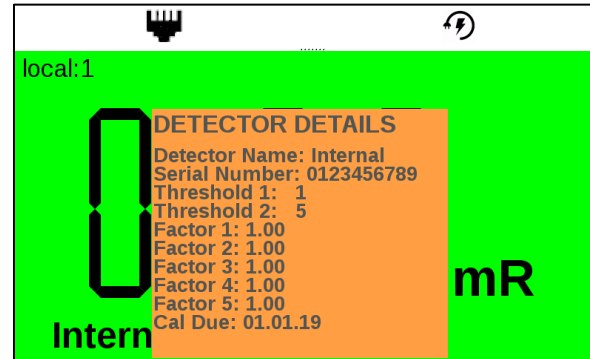 local:1
DETECTOR DETAILS
Detector Name: Internal
Serial Number: 0123456789
Threshold 1: 1
Threshold 2: 5
Factor 1: 1.00
Factor 2: 1.00
Factor 3: 1.00
Factor 4: 1.00
Factor 5: 1.00
Cal Due: 01.01.19
0
mR
Intern